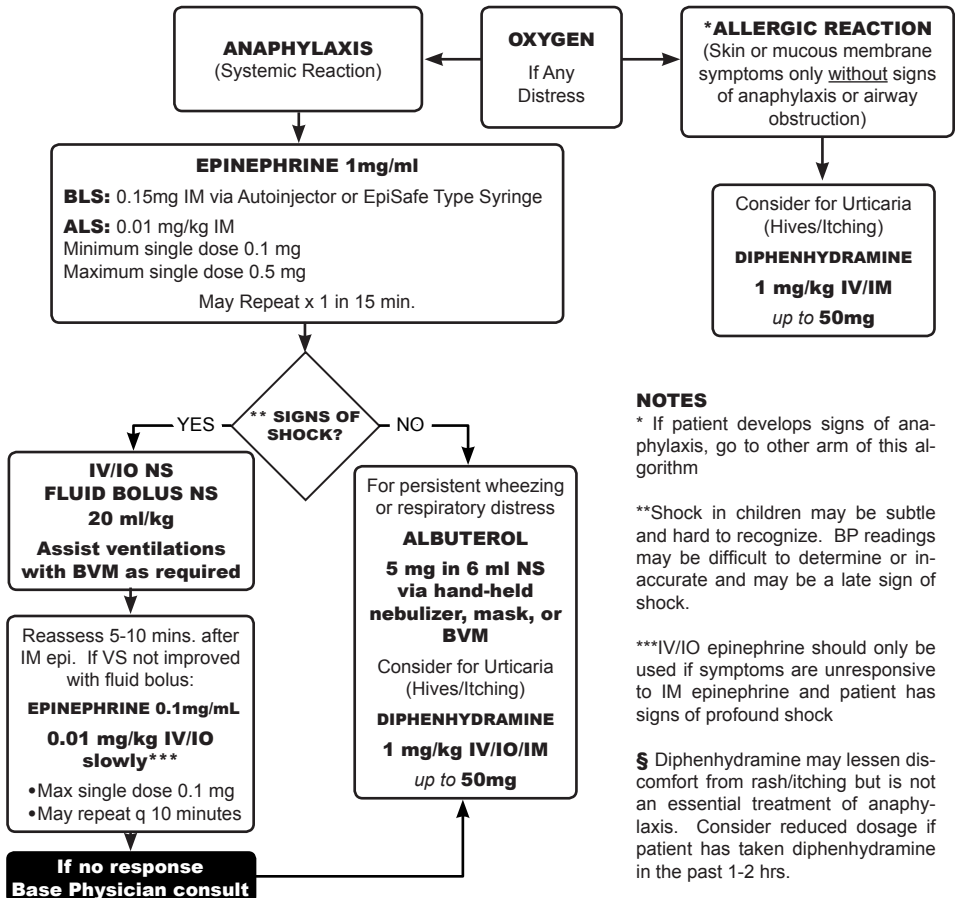 ANAPHYLAXIS
(Systemic Reaction)
OXYGEN
If Any
Distress
*ALLERGIC REACTION
(Skin or mucous membrane
symptoms only without signs
of anaphylaxis or airway
obstruction)
EPINEPHRINE 1mg/ml
BLS: 0.15mg IM via Autoinjector or EpiSafe Type Syringe
ALS: 0.01 mg/kg IM
Minimum single dose 0.1 mg
Maximum single dose 0.5 mg
May Repeat x 1 in 15 min.
Consider for Urticaria
(Hives/Itching)
DIPHENHYDRAMINE
1 mg/kg IV/IM
up to 50mg
** SIGNS OF
SHOCK?
YES
NO
IV/IO NS
FLUID BOLUS NS
20 ml/kg
Assist ventilations
with BVM as required
Reassess 5-10 mins. after
IM epi. If VS not improved
with fluid bolus:
EPINEPHRINE 0.1mg/mL
0.01 mg/kg IV/IO
slowly***
•Max single dose 0.1 mg
•May repeat q 10 minutes
If no response
Base Physician consult
For persistent wheezing
or respiratory distress
ALBUTEROL
5 mg in 6 ml NS
via hand-held
nebulizer, mask, or
BVM
Consider for Urticaria
(Hives/Itching)
DIPHENHYDRAMINE
1 mg/kg IV/IO/IM
up to 50mg
NOTES
* If patient develops signs of ana-
phylaxis, go to other arm of this al-
gorithm
**Shock in children may be subtle
and hard to recognize. BP readings
may be difficult to determine or in-
accurate and may be a late sign of
shock.
***IV/IO epinephrine should only be
used if symptoms are unresponsive
to IM epinephrine and patient has
signs of profound shock
§ Diphenhydramine may lessen dis-
comfort from rash/itching but is not
an essential treatment of anaphy-
laxis. Consider reduced dosage if
patient has taken diphenhydramine
in the past 1-2 hrs.